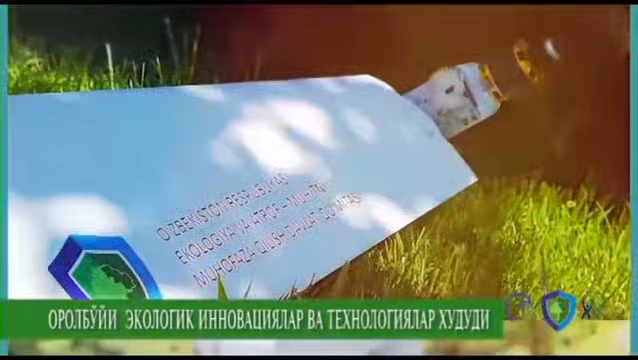 O'ZBEKISTON RESPUBLIKASI
EKOLOGIYA VA ATROF - MUHITNI
MUHOFAZA QILISH DAVLAT QO'MITASI
ОРОЛБЎЙИ ЭКОЛОГИК ИННОВАЦИЯЛАР ВА ТЕХНОЛОГИЯЛАР ХУДУДИ